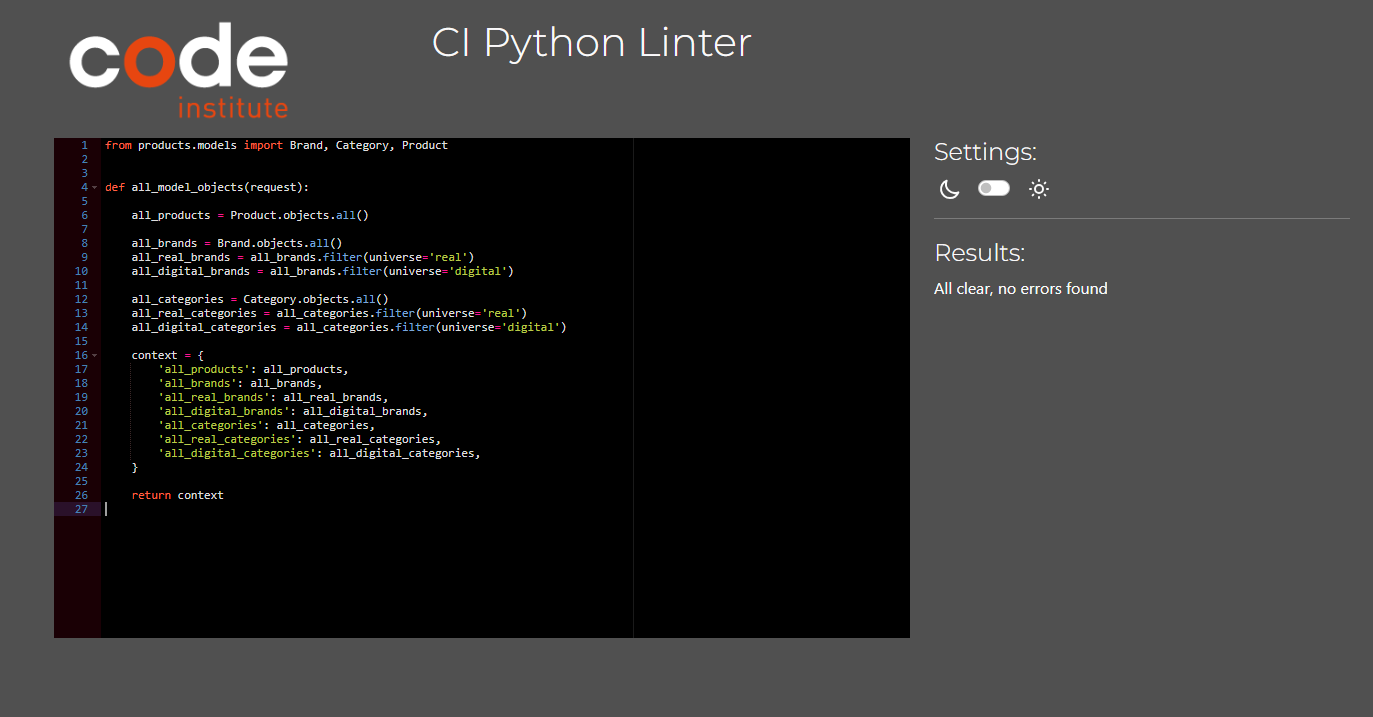 code
institute
CI Python Linter
1 from products.models import Brand, Category, Product
2
3
4 def all_model_objects(request):
5
6     all_products = Product.objects.all()
7
8     all_brands = Brand.objects.all()
9     all_real_brands = all_brands.filter(universe='real')
10     all_digital_brands = all_brands.filter(universe='digital')
11
12     all_categories = Category.objects.all()
13     all_real_categories = all_categories.filter(universe='real')
14     all_digital_categories = all_categories.filter(universe='digital')
15
16     context = {
17         'all_products': all_products,
18         'all_brands': all_brands,
19         'all_real_brands': all_real_brands,
20         'all_digital_brands': all_digital_brands,
21         'all_categories': all_categories,
22         'all_real_categories': all_real_categories,
23         'all_digital_categories': all_digital_categories,
24     }
25
26     return context
27
Settings:
Results:
All clear, no errors found